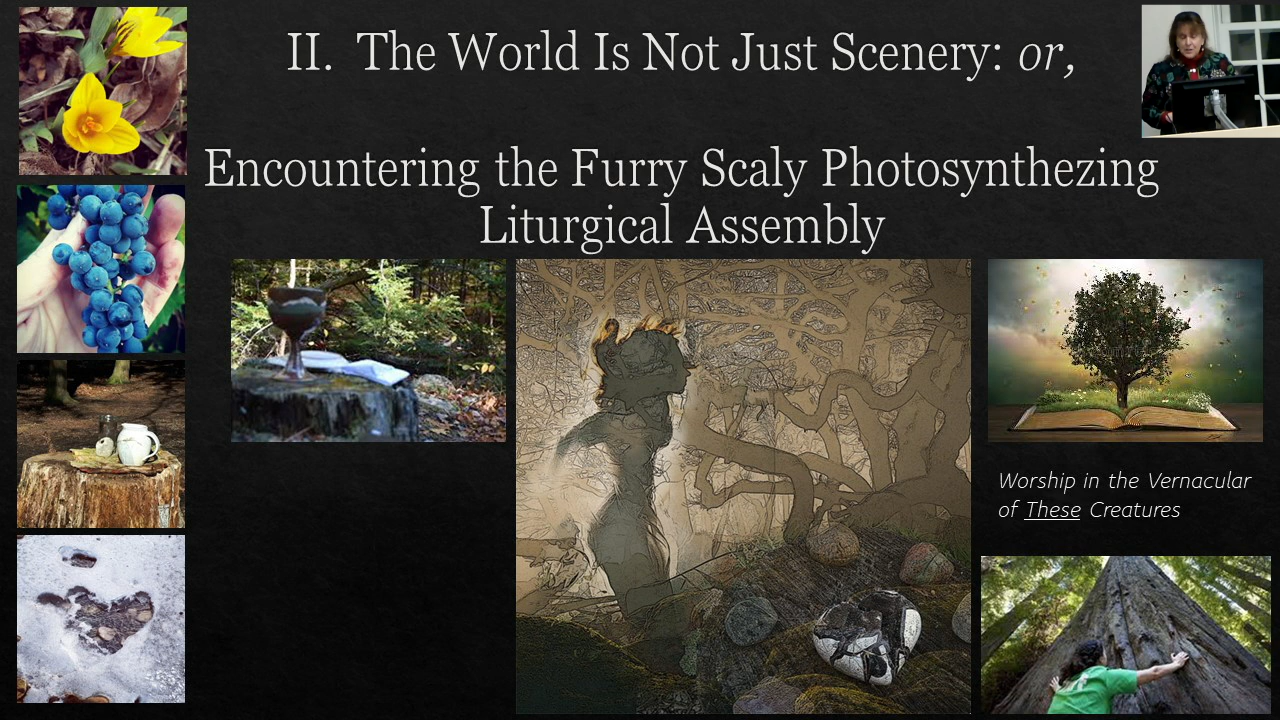 II. The World Is Not Just Scenery: or,
Encountering the Furry Scaly Photosynthezing
Liturgical Assembly
Worship in the Vernacular
of These Creatures